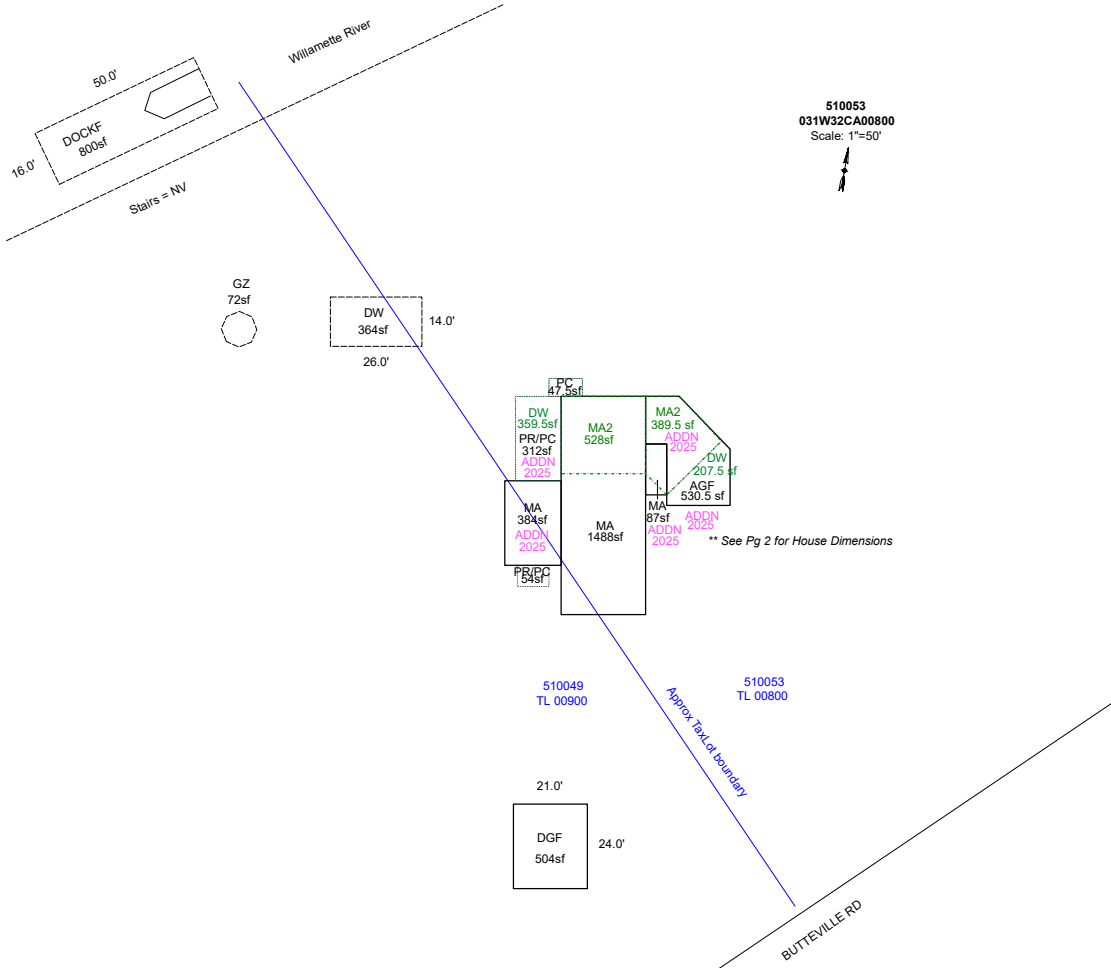 Willamette River
50.0'
DOCKF
800sf
16.0'
Stairs = NV
510053
031W32CA00800
Scale: 1"=50'
GZ
72sf
DW
364sf
14.0'
26.0'
PC
47.5sf
DW
359.5sf
PR/PC
312sf
ADDN
2025
MA2
528sf
MA2
389.5 sf
ADDN
2025
DW
207.5 sf
AGF
530.5 sf
ADDN
2025
MA
384sf
ADDN
2025
MA
1488sf
MA
87sf
ADDN
2025
** See Pg 2 for House Dimensions
PR/PC
54sf
510049
TL 00900
510053
TL 00800
Approx TaxLot boundary
21.0'
DGF
504sf
24.0'
BUTTEVILLE RD